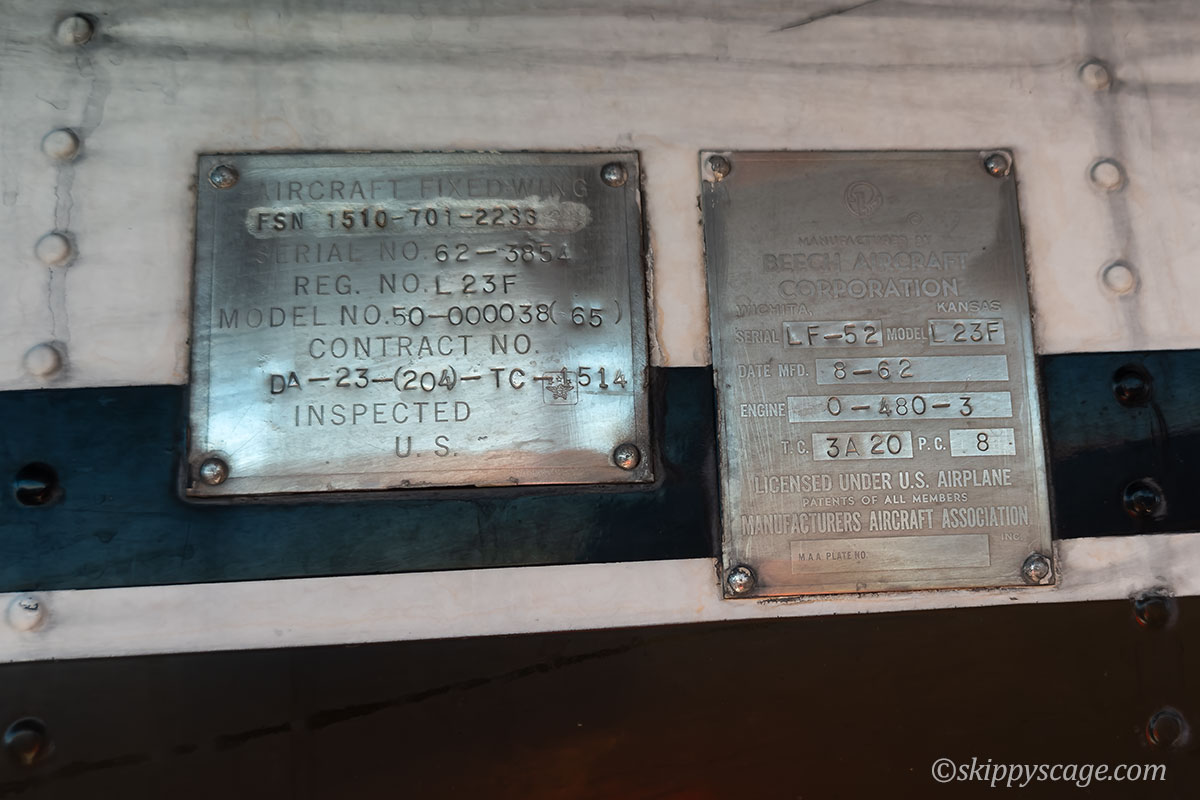 AIRCRAFT FIXED WING
FSN 1510-701-2233
SERIAL NO. 62-3854
REG. NO. L23F
MODEL NO. 50-000038(65)
CONTRACT NO.
DA-23-(204)-TC-1514
INSPECTED
U.S.
MANUFACTURED BY
BEECH AIRCRAFT
CORPORATION
WICHITA, KANSAS
SERIAL LF-52 MODEL L23F
DATE MFD. 8-62
ENGINE O-480-3
T.C. 3A20 P.C. 8
LICENSED UNDER U.S. AIRPLANE
PATENTS OF ALL MEMBERS
MANUFACTURERS AIRCRAFT ASSOCIATION
INC.
M.A.A. PLATE NO.
©skippyscage.com